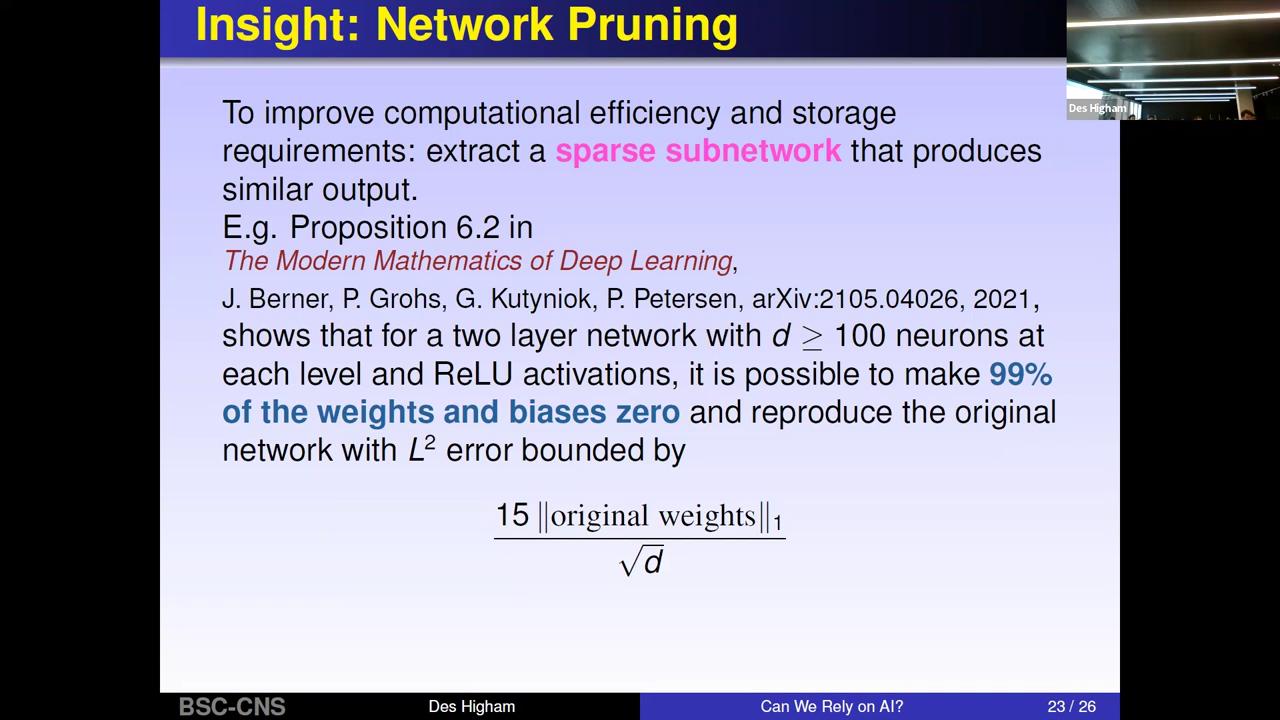 Insight: Network Pruning
Des Higham
To improve computational efficiency and storage
requirements: extract a sparse subnetwork that produces
similar output.
E.g. Proposition 6.2 in
The Modern Mathematics of Deep Learning,
J. Berner, P. Grohs, G. Kutyniok, P. Petersen, arXiv:2105.04026, 2021,
shows that for a two layer network with d ≥ 100 neurons at
each level and ReLU activations, it is possible to make 99%
of the weights and biases zero and reproduce the original
network with L² error bounded by
15 ‖original weights‖₁
√d
BSC-CNS Des Higham Can We Rely on AI? 23 / 26